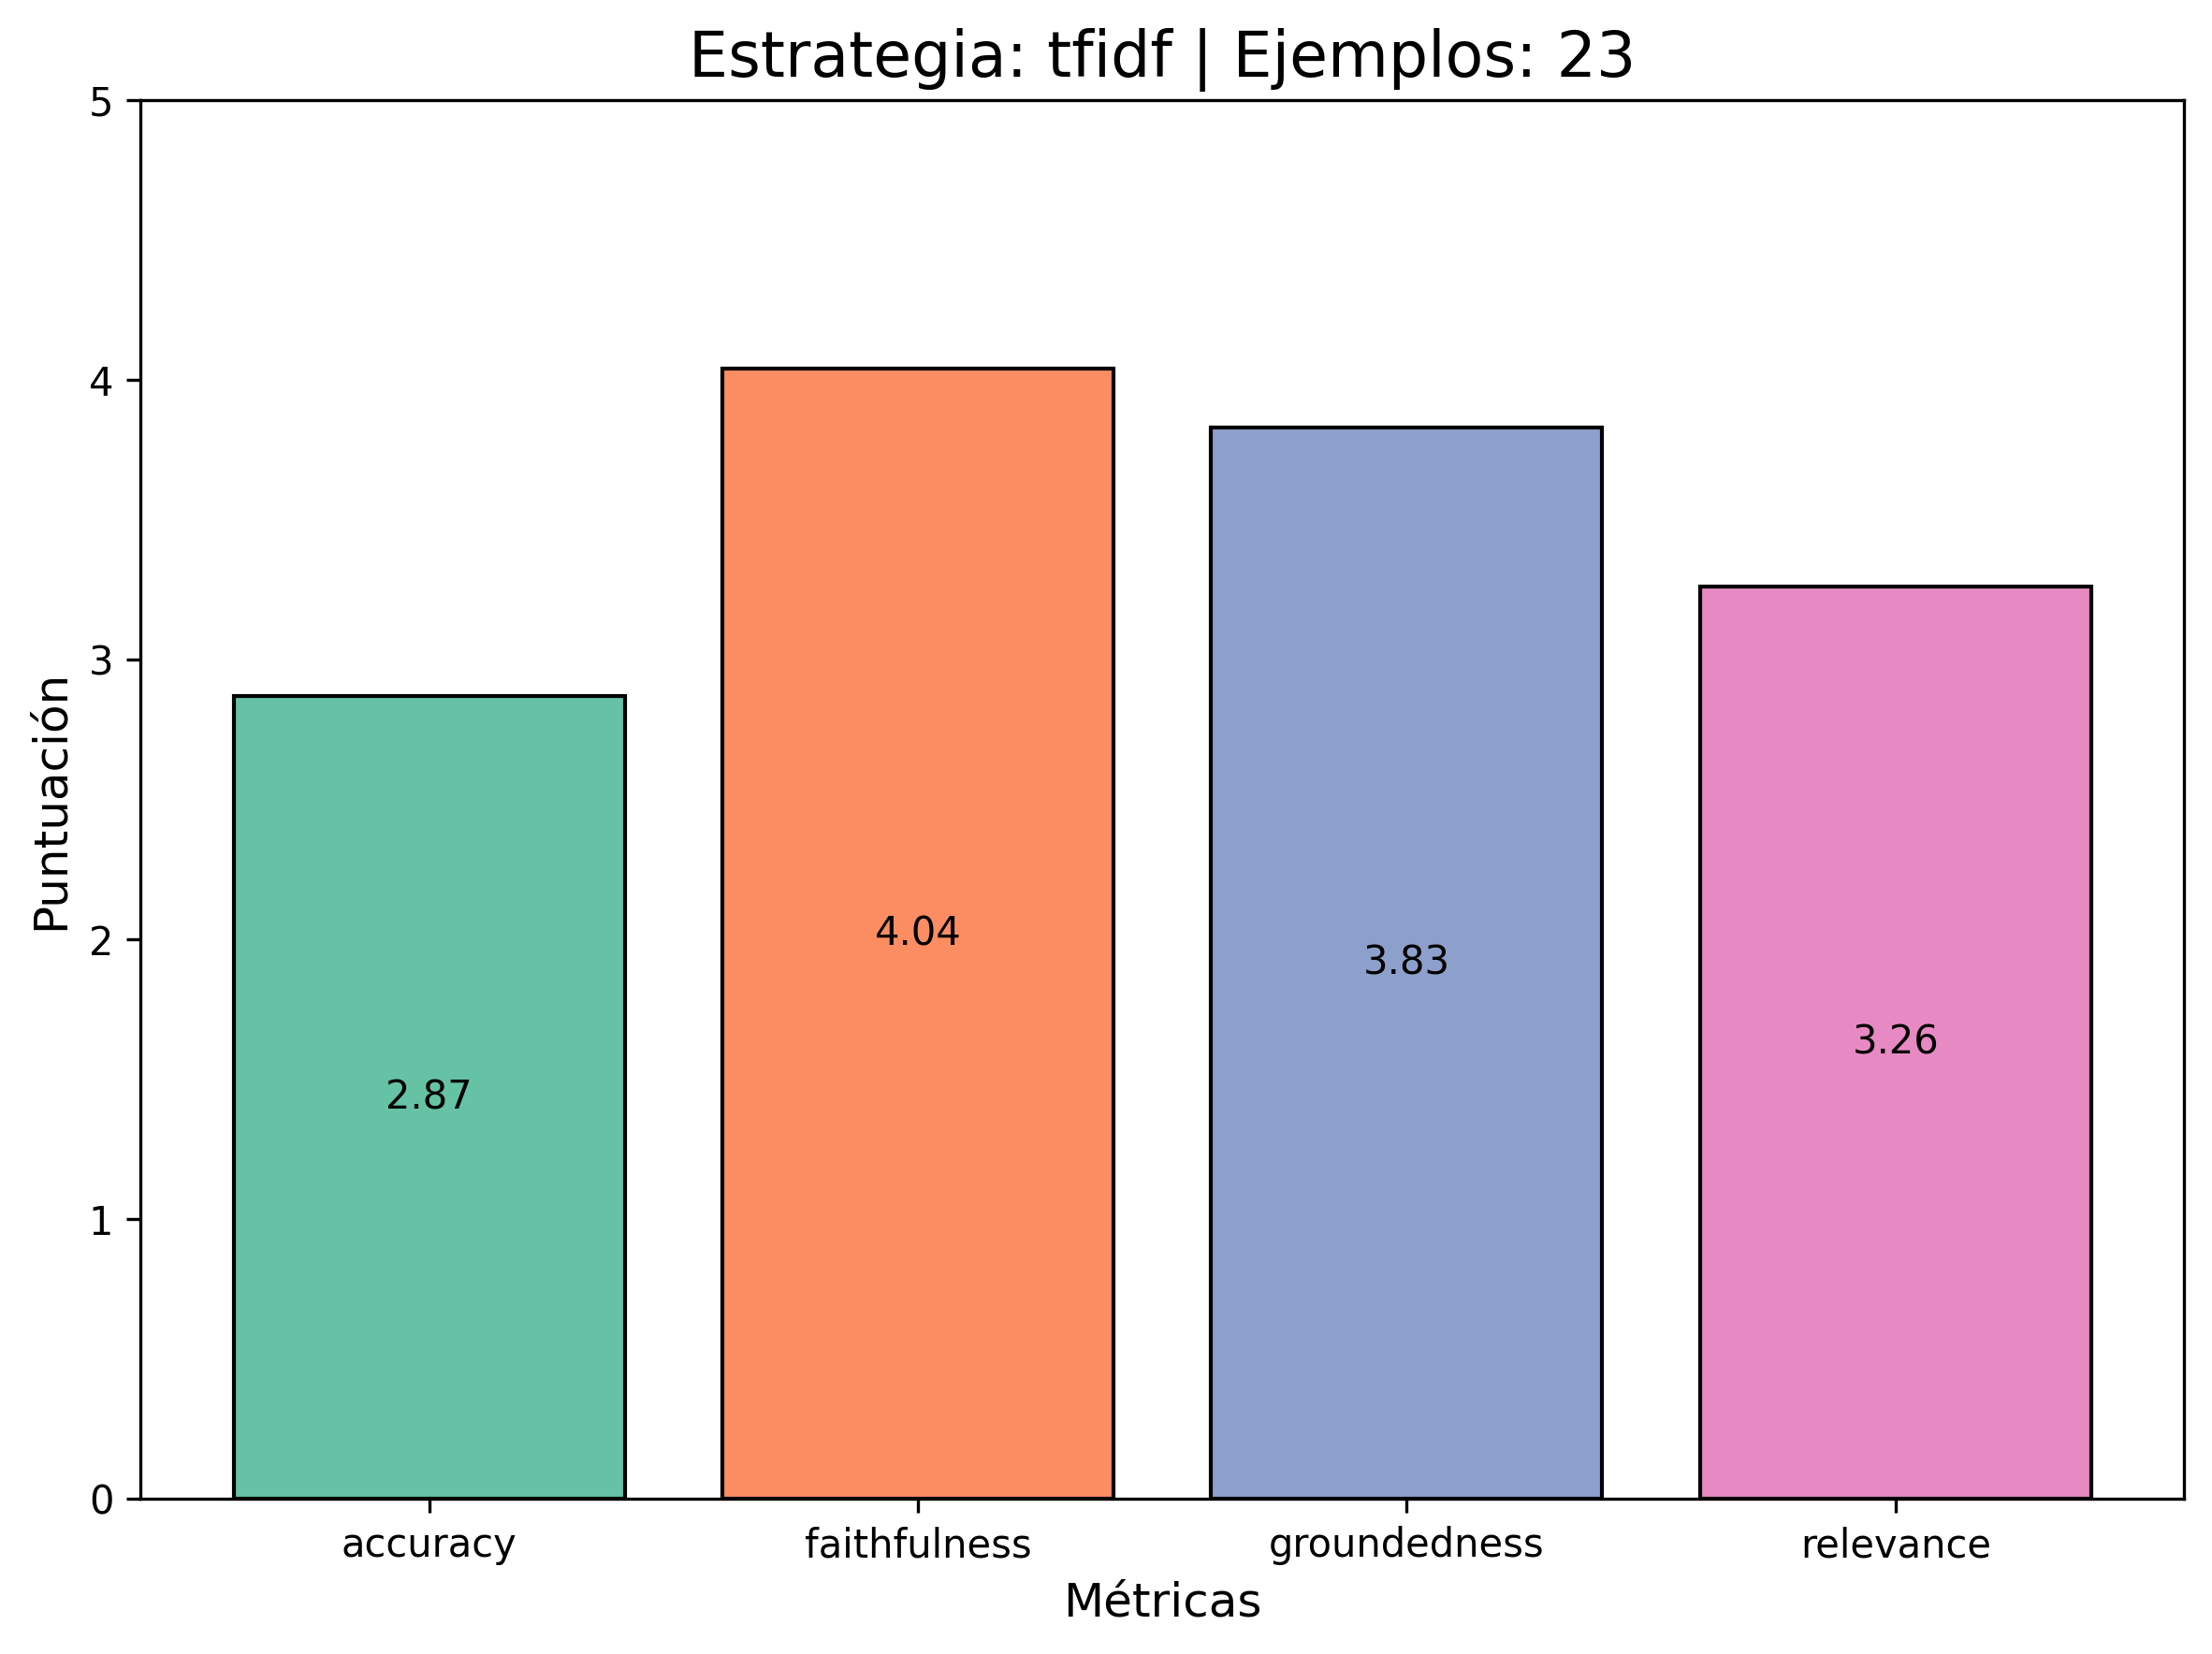 Estrategia: tfidf | Ejemplos: 23
5
4
3
2
1
0
Puntuación
2.87
4.04
3.83
3.26
accuracy
faithfulness
groundedness
relevance
Métricas